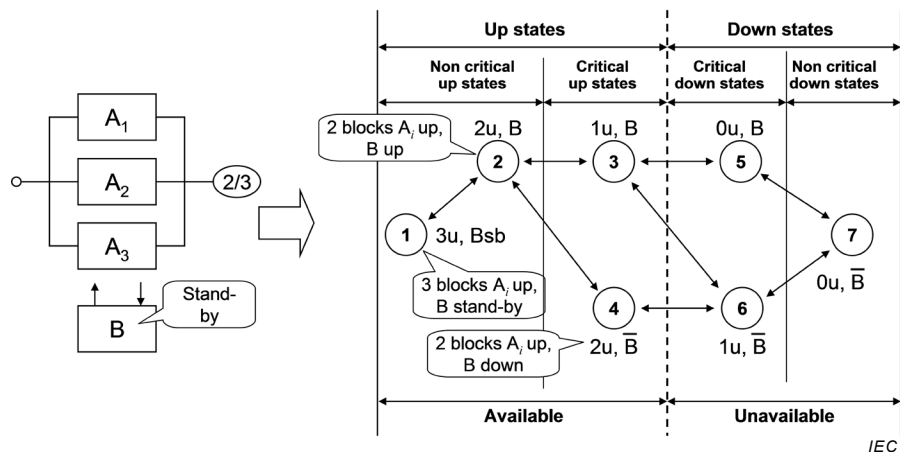 Up states
Down states
Non critical
up states
Critical
up states
Critical
down states
Non critical
down states
A1
A2
A3
2/3
Stand-
by
B
2 blocks Ai up,
B up
2u, B
2
1u, B
3
0u, B
5
1
3u, Bsb
3 blocks Ai up,
B stand-by
7
0u, B̅
4
2u, B̅
2 blocks Ai up,
B down
6
1u, B̅
Available
Unavailable
IEC